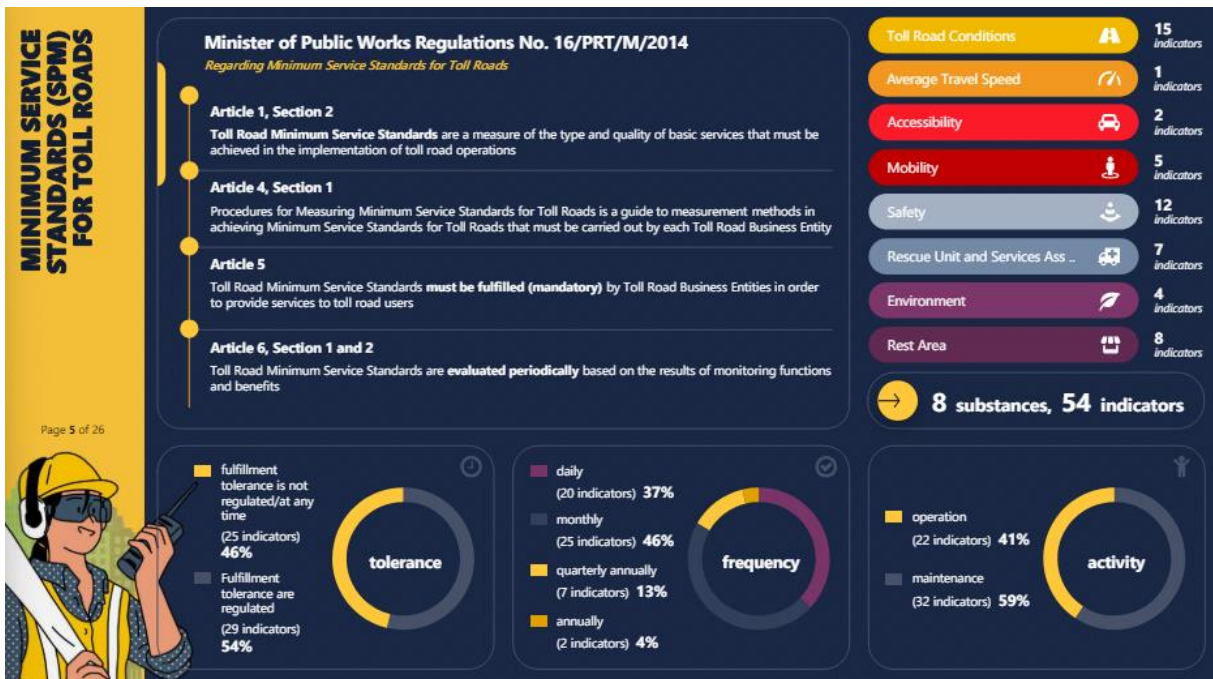 MINIMUM SERVICE
STANDARDS (SPM)
FOR TOLL ROADS
Page 5 of 26
Minister of Public Works Regulations No. 16/PRT/M/2014
Regarding Minimum Service Standards for Toll Roads
Article 1, Section 2
Toll Road Minimum Service Standards are a measure of the type and quality of basic services that must be
achieved in the implementation of toll road operations
Article 4, Section 1
Procedures for Measuring Minimum Service Standards for Toll Roads is a guide to measurement methods in
achieving Minimum Service Standards for Toll Roads that must be carried out by each Toll Road Business Entity
Article 5
Toll Road Minimum Service Standards must be fulfilled (mandatory) by Toll Road Business Entities in order
to provide services to toll road users
Article 6, Section 1 and 2
Toll Road Minimum Service Standards are evaluated periodically based on the results of monitoring functions
and benefits
Toll Road Conditions
15
indicators
Average Travel Speed
1
indicators
Accessibility
2
indicators
Mobility
5
indicators
Safety
12
indicators
Rescue Unit and Services Ass ..
7
indicators
Environment
4
indicators
Rest Area
8
indicators
8 substances, 54 indicators
fulfillment
tolerance is not
regulated/at any
time
(25 indicators)
46%
Fulfillment
tolerance are
regulated
(29 indicators)
54%
tolerance
daily
(20 indicators) 37%
monthly
(25 indicators) 46%
quarterly annually
(7 indicators) 13%
annually
(2 indicators) 4%
frequency
operation
(22 indicators) 41%
maintenance
(32 indicators) 59%
activity